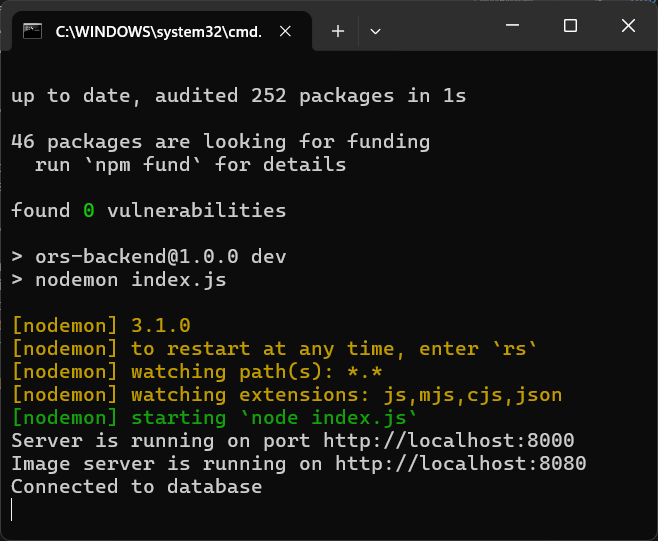 C:\WINDOWS\system32\cmd.
up to date, audited 252 packages in 1s
46 packages are looking for funding
  run `npm fund` for details
found 0 vulnerabilities
> ors-backend@1.0.0 dev
> nodemon index.js
[nodemon] 3.1.0
[nodemon] to restart at any time, enter `rs`
[nodemon] watching path(s): *.*
[nodemon] watching extensions: js,mjs,cjs,json
[nodemon] starting `node index.js`
Server is running on port http://localhost:8000
Image server is running on http://localhost:8080
Connected to database